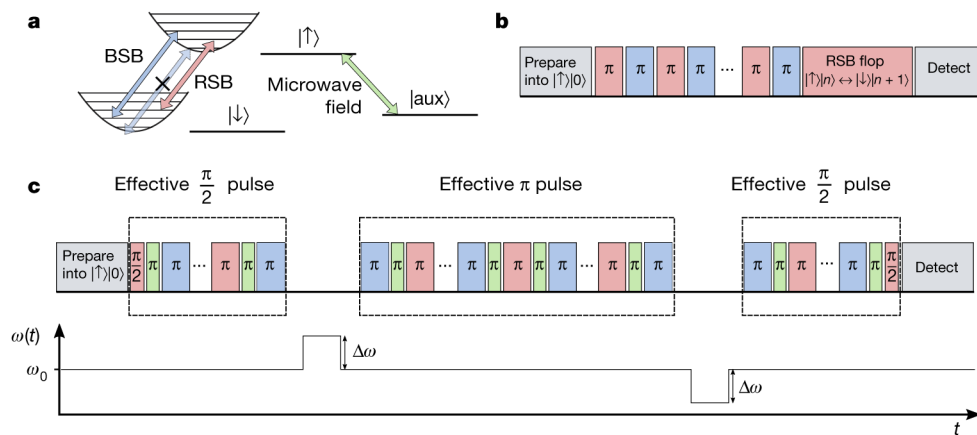 a
BSB
RSB
|↓⟩
|↑⟩
Microwave
field
|aux⟩
b
Prepare
into |↑⟩|0⟩
π π π π ... π π
RSB flop
|↑⟩|n⟩ ↔ |↓⟩|n + 1⟩
Detect
c
Effective π/2 pulse
Effective π pulse
Effective π/2 pulse
Prepare
into |↑⟩|0⟩
π/2 π π ... π π π
π π π ... π π π π π ... π π π
π π π ... π π π/2
Detect
ω(t)
ω₀
Δω
Δω
t